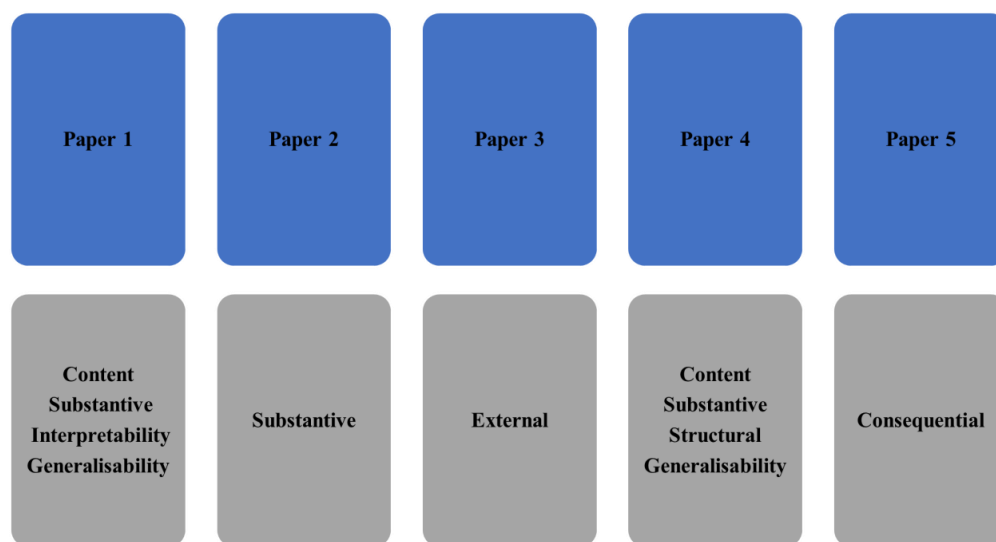 Paper 1
Paper 2
Paper 3
Paper 4
Paper 5
Content
Substantive
Interpretability
Generalisability
Substantive
External
Content
Substantive
Structural
Generalisability
Consequential